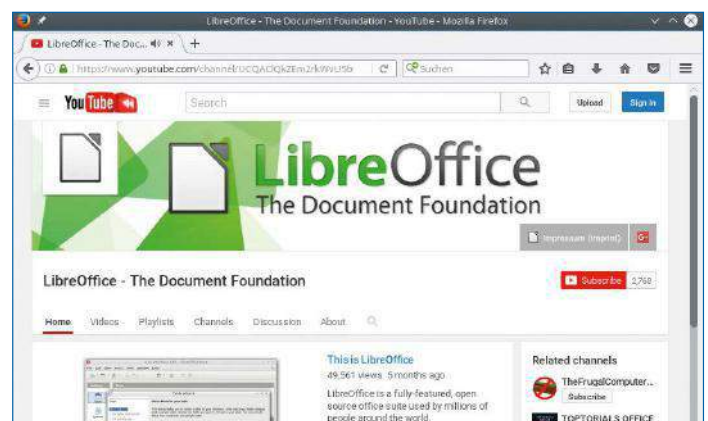 LibreOffice - The Document Foundation - YouTube - Mozilla Firefox
LibreOffice - The Doc...
https://www.youtube.com/channel/
Suchen
YouTube
Search
Upload
Sign in
LibreOffice
The Document Foundation
Impressum (Imprint)
G+
LibreOffice - The Document Foundation
Subscribe 2,760
Home Videos Playlists Channels Discussion About
This is LibreOffice
49,561 views 5 months ago
LibreOffice is a fully-featured, open
source office suite used by millions of
people around the world.
Related channels
TheFrugalComputer...
Subscribe
TOPTORIALS OFFICE